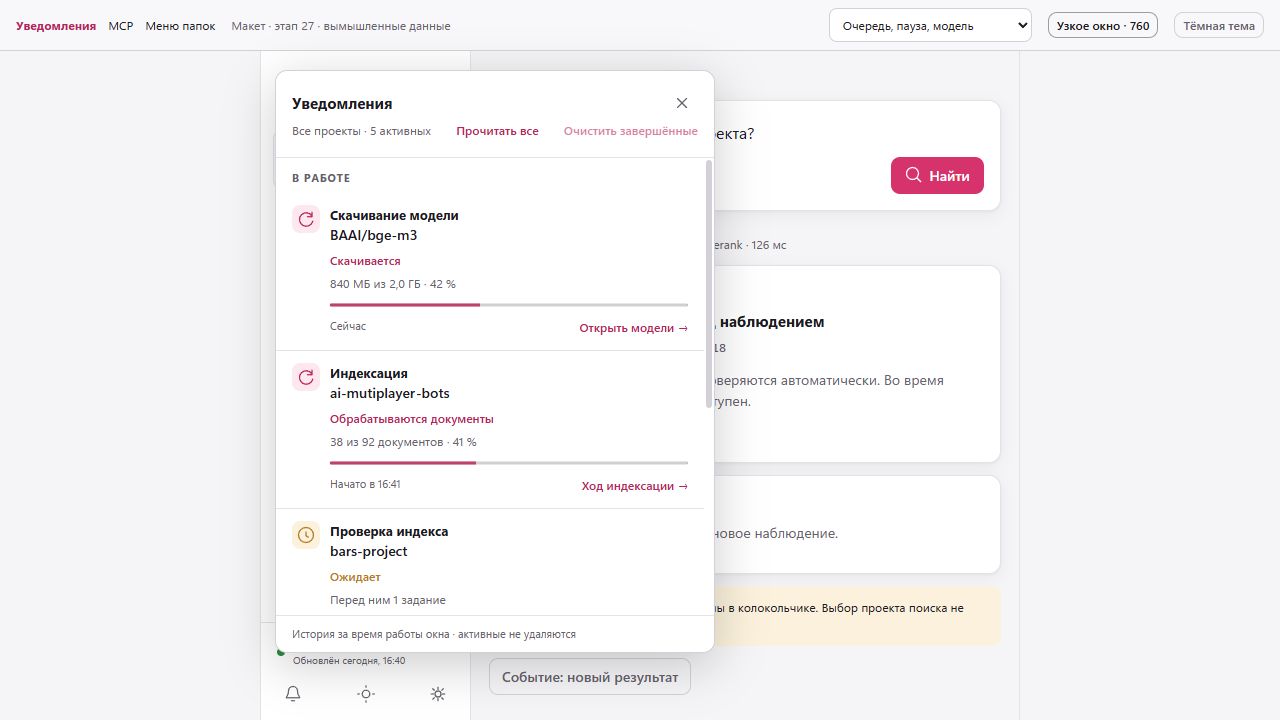 Уведомления MCP Меню папок Макет · этап 27 · вымышленные данные Очередь, пауза, модель Узкое окно · 760 Тёмная тема
Уведомления
Все проекты · 5 активных Прочитать все Очистить завершённые
В РАБОТЕ
Скачивание модели
BAAI/bge-m3
Скачивается
840 МБ из 2,0 ГБ · 42 %
Сейчас Открыть модели →
Индексация
ai-mutiplayer-bots
Обрабатываются документы
38 из 92 документов · 41 %
Начато в 16:41 Ход индексации →
Проверка индекса
bars-project
Ожидает
Перед ним 1 задание
История за время работы окна · активные не удаляются
Найти
126 мс
наблюдением
18
автоматически. Во время
новое наблюдение.
в колокольчике. Выбор проекта поиска не
Событие: новый результат
Обновлён сегодня, 16:40